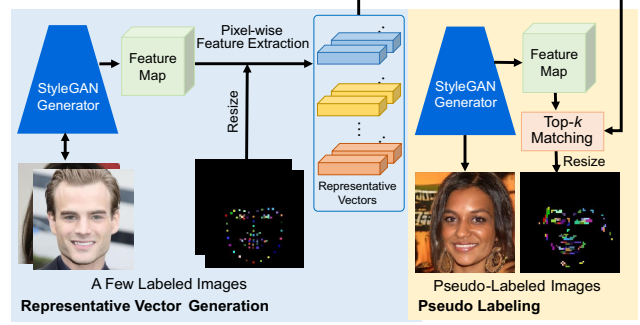 StyleGAN
Generator
Feature
Map
Pixel-wise
Feature Extraction
Resize
Representative
Vectors
A Few Labeled Images
Representative Vector Generation
StyleGAN
Generator
Feature
Map
Top-k
Matching
Resize
Pseudo-Labeled Images
Pseudo Labeling